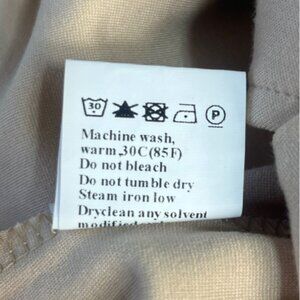 30 P
Machine wash,
warm,30C(85F)
Do not bleach
Do not tumble dry
Steam iron low
Dryclean any solvent
modified